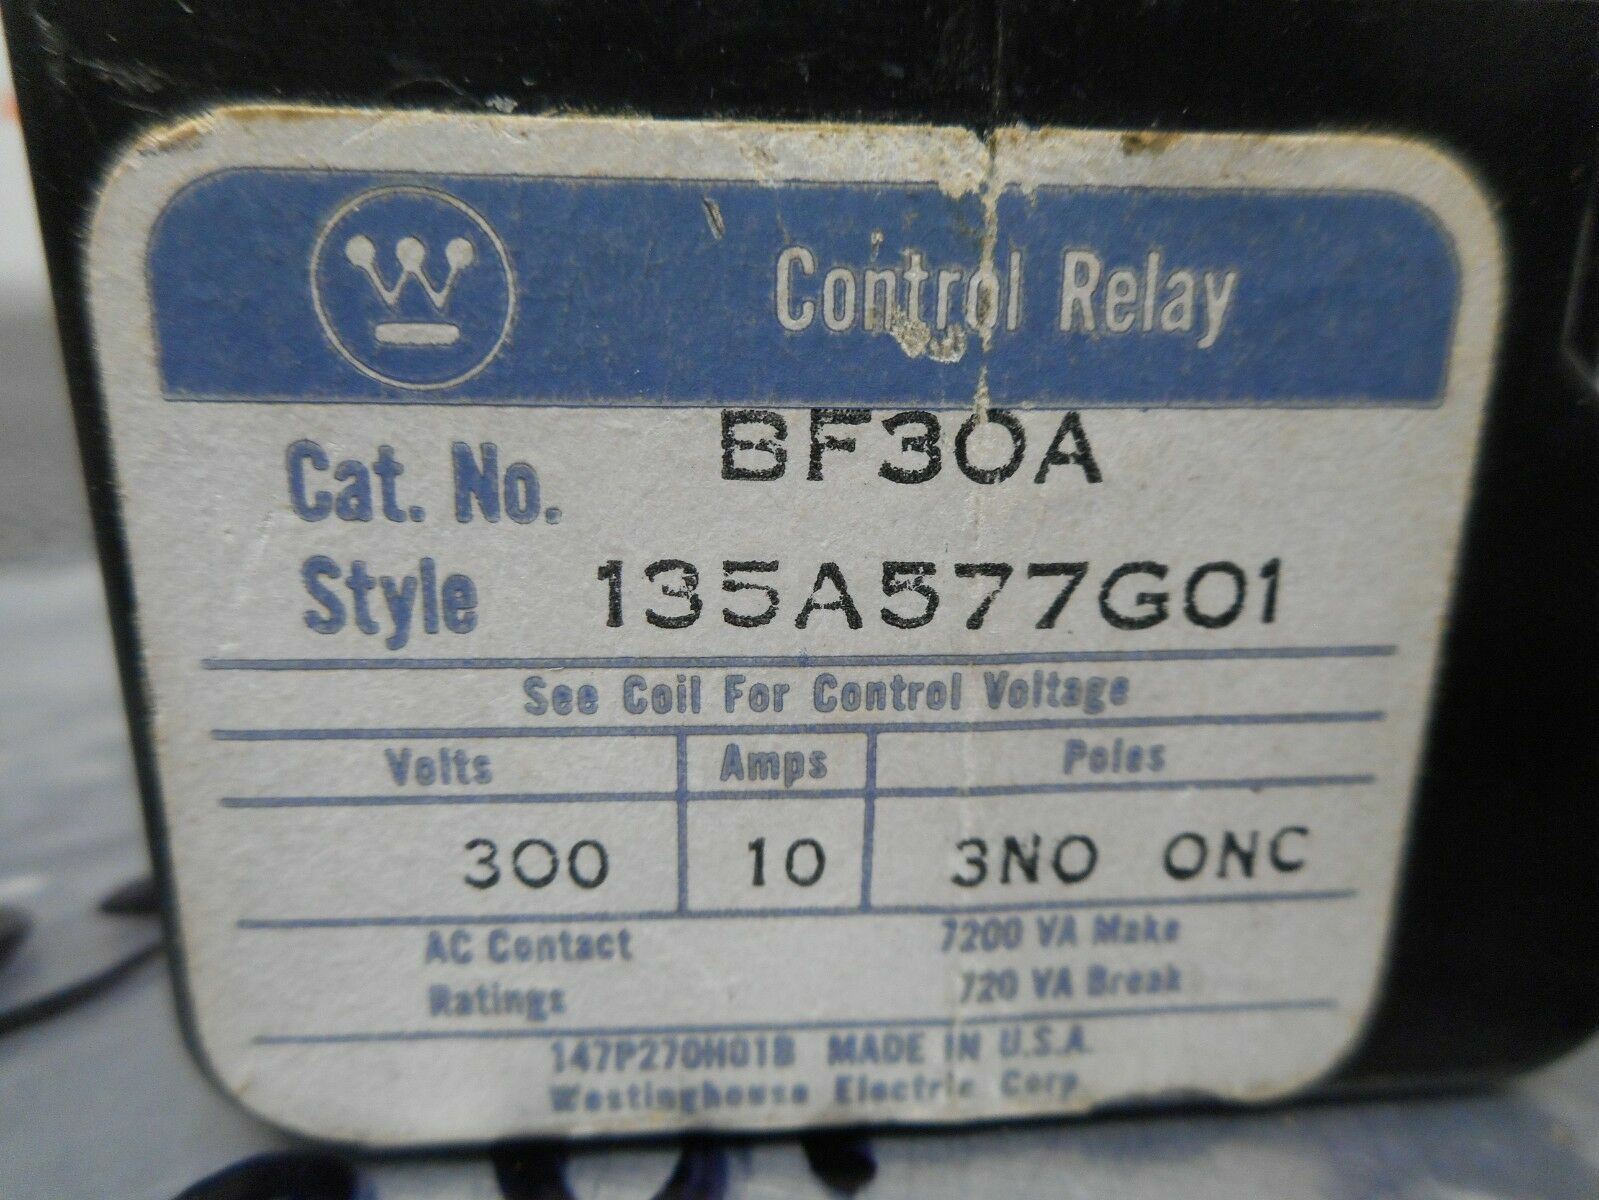 Control Relay
Cat. No. BF30A
Style 135A577G01
See Coil For Control Voltage
Volts Amps Poles
300 10 3NO ONC
AC Contact 7200 VA Make
Ratings 720 VA Break
147P270H01B MADE IN U.S.A.
Westinghouse Electric Corp.